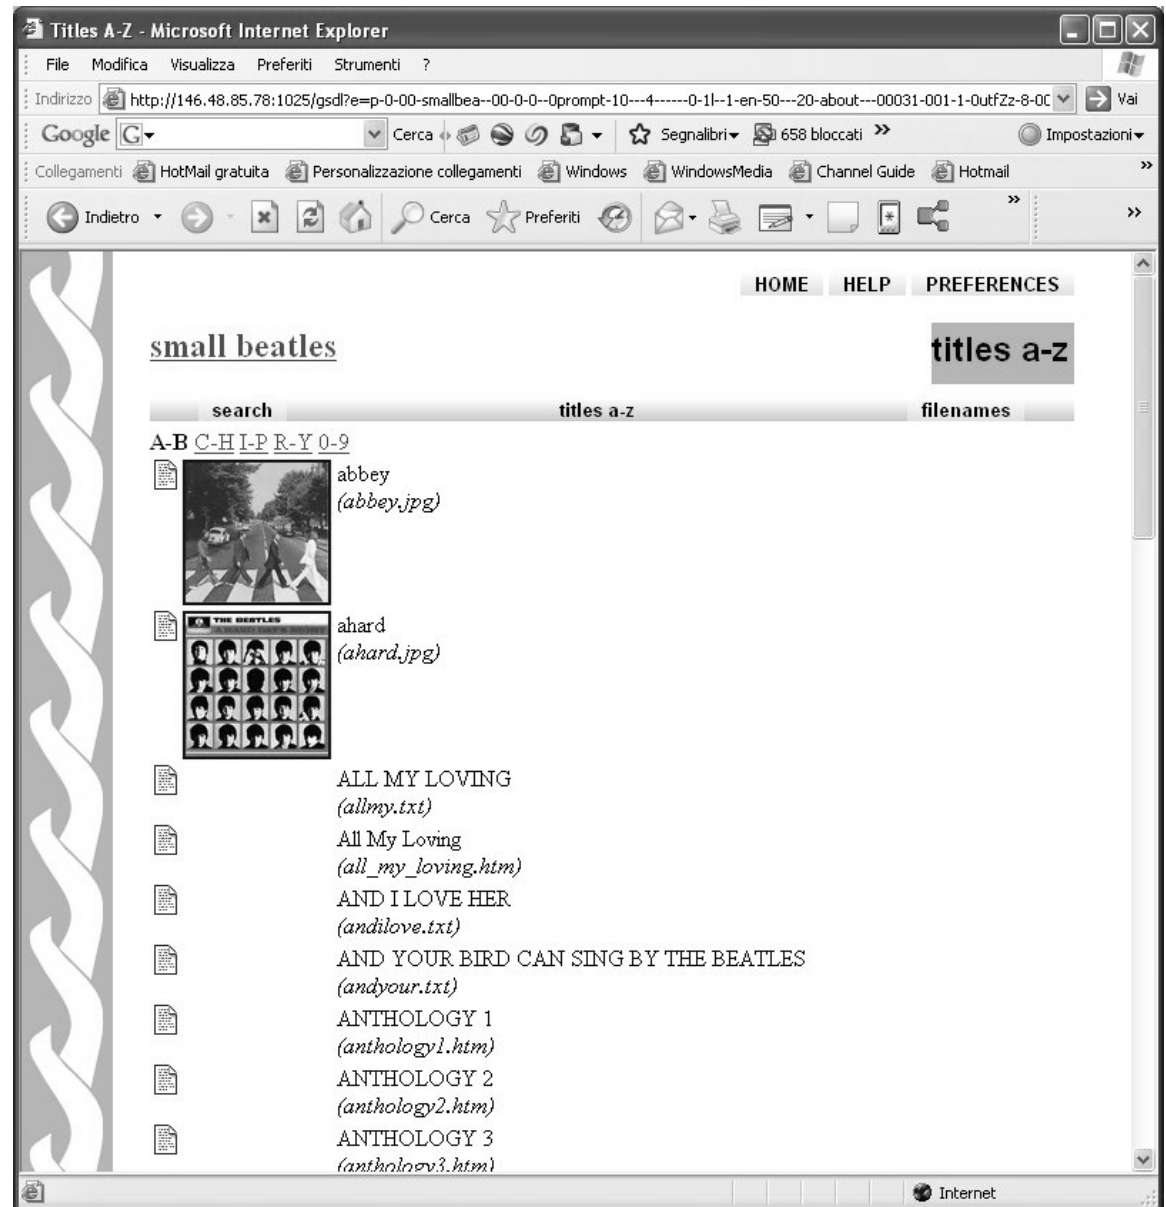 Titles A-Z - Microsoft Internet Explorer
File Modifica Visualizza Preferiti Strumenti ?
Indirizzo http://146.48.85.78:1025/gsdl?e=p-0-00-smallbea--00-0-0--0prompt-10---4------0-1l--1-en-50---20-about---00031-001-1-0utfZz-8-00 Vai
Google G Cerca Segnalibri 658 bloccati » Impostazioni
Collegamenti HotMail gratuita Personalizzazione collegamenti Windows WindowsMedia Channel Guide Hotmail »
Indietro Cerca Preferiti » »
HOME HELP PREFERENCES
small beatles
titles a-z
search titles a-z filenames
A-B C-H I-P R-Y 0-9
abbey
(abbey.jpg)
THE BEATLES
A HARD DAY'S NIGHT
ahard
(ahard.jpg)
ALL MY LOVING
(allmy.txt)
All My Loving
(all_my_loving.htm)
AND I LOVE HER
(andilove.txt)
AND YOUR BIRD CAN SING BY THE BEATLES
(andyour.txt)
ANTHOLOGY 1
(anthology1.htm)
ANTHOLOGY 2
(anthology2.htm)
ANTHOLOGY 3
(anthology3.htm)
Internet